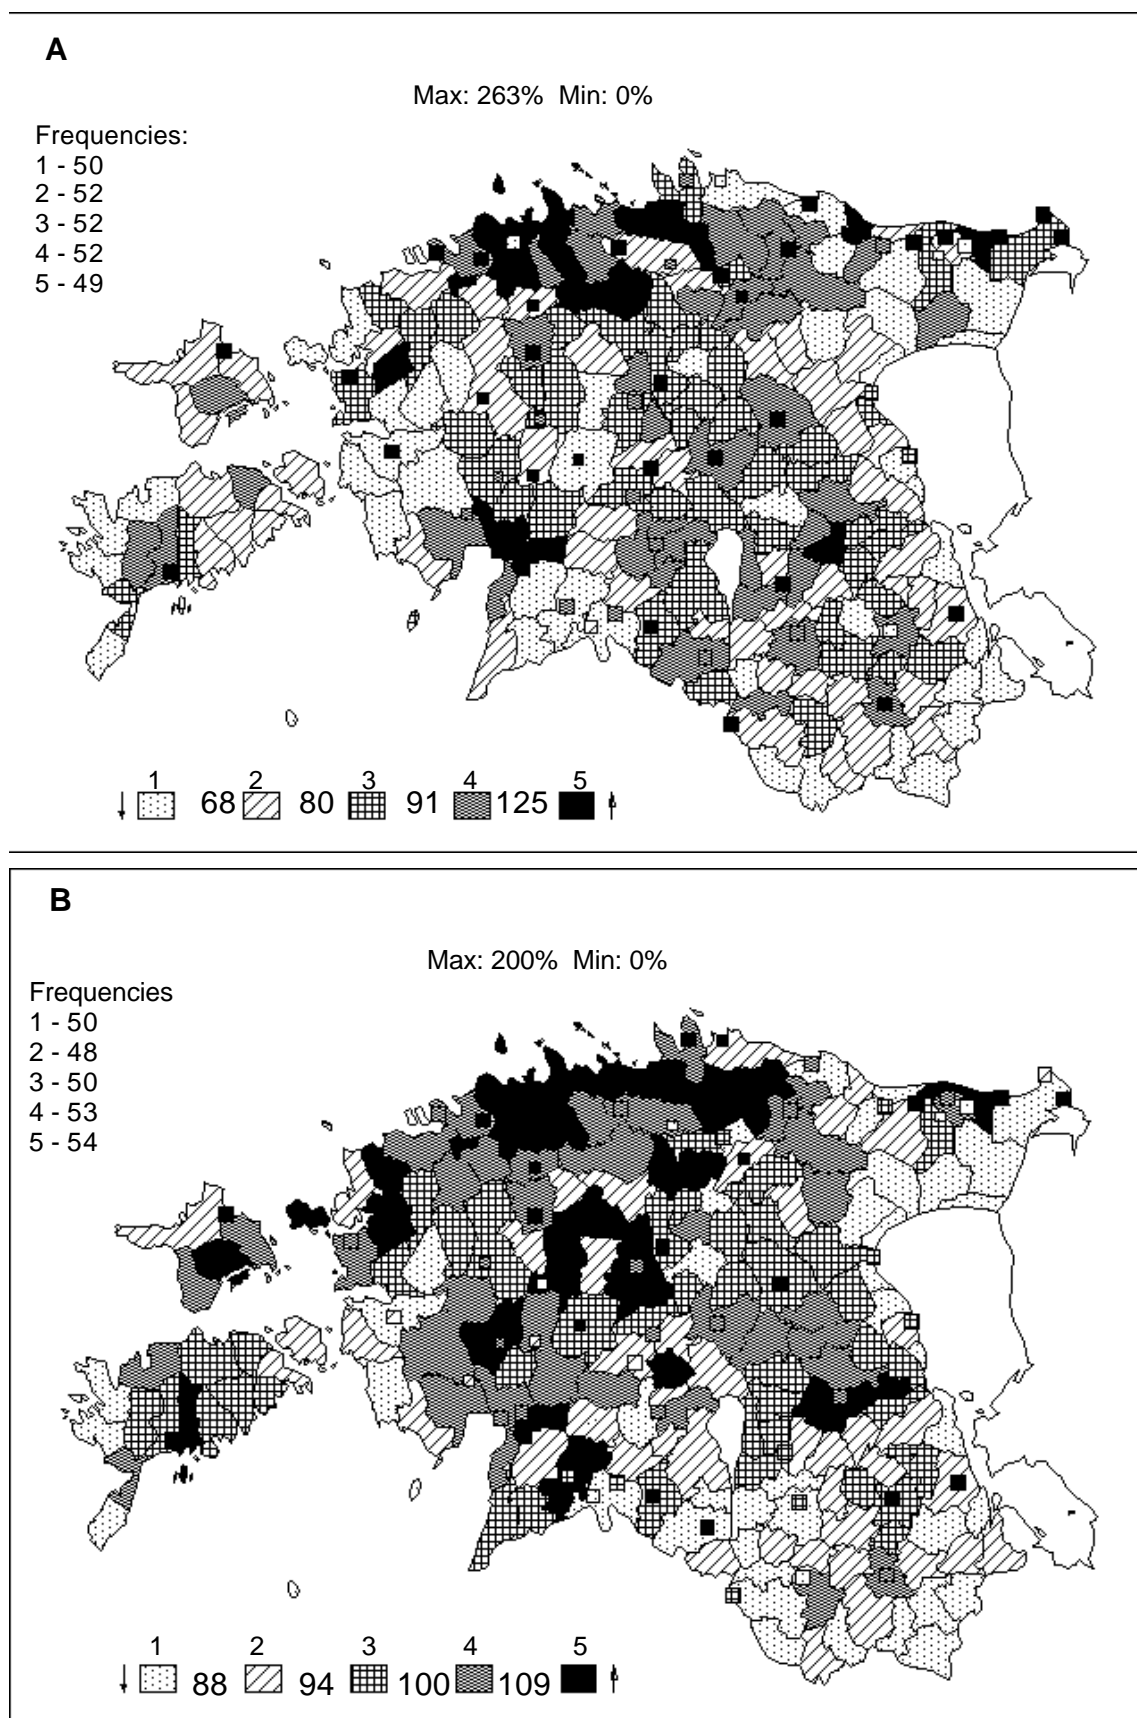 A
Max: 263% Min: 0%
Frequencies:
1 - 50
2 - 52
3 - 52
4 - 52
5 - 49
1 2 3 4 5
68 80 91 125
B
Max: 200% Min: 0%
Frequencies
1 - 50
2 - 48
3 - 50
4 - 53
5 - 54
1 2 3 4 5
88 94 100 109